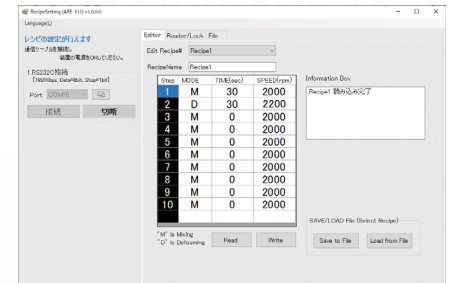 RecipeSetting (ARE-312) v1.0.0.0
Language(L)
レシピの設定が行えます
通信ケーブルを接続し
装置の電源をONしてください。
1.RS232C接続
[19200bps, Data=8bit, Stop=1bit]
Port: COM16
接続 切断
Editor Reader/Lock File
Edit Recipe# Recipe1
RecipeName Recipe1
Step MODE TIME(sec) SPEED(rpm)
1 M 30 2000
2 D 30 2200
3 M 0 2000
4 M 0 2000
5 M 0 2000
6 M 0 2000
7 M 0 2000
8 M 0 2000
9 M 0 2000
10 M 0 2000
"M" is Mixing
"D" is Defoaming
Read Write
Information Box
Recipe1 読み込み完了
SAVE/LOAD File [Select Recipe]
Save to File Load from File